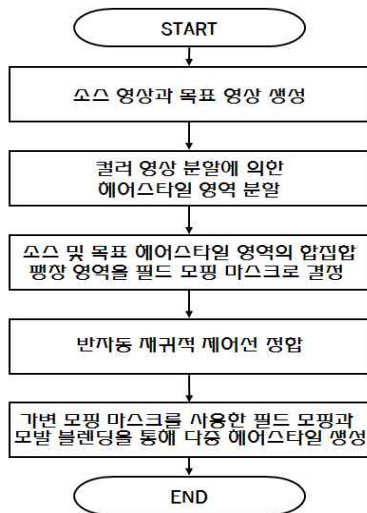 START
소스 영상과 목표 영상 생성
컬러 영상 분할에 의한
헤어스타일 영역 분할
소스 및 목표 헤어스타일 영역의 합집합
팽창 영역을 필드 모핑 마스크로 결정
반자동 재귀적 제어선 정합
가변 모핑 마스크를 사용한 필드 모핑과
모발 블렌딩을 통해 다중 헤어스타일 생성
END